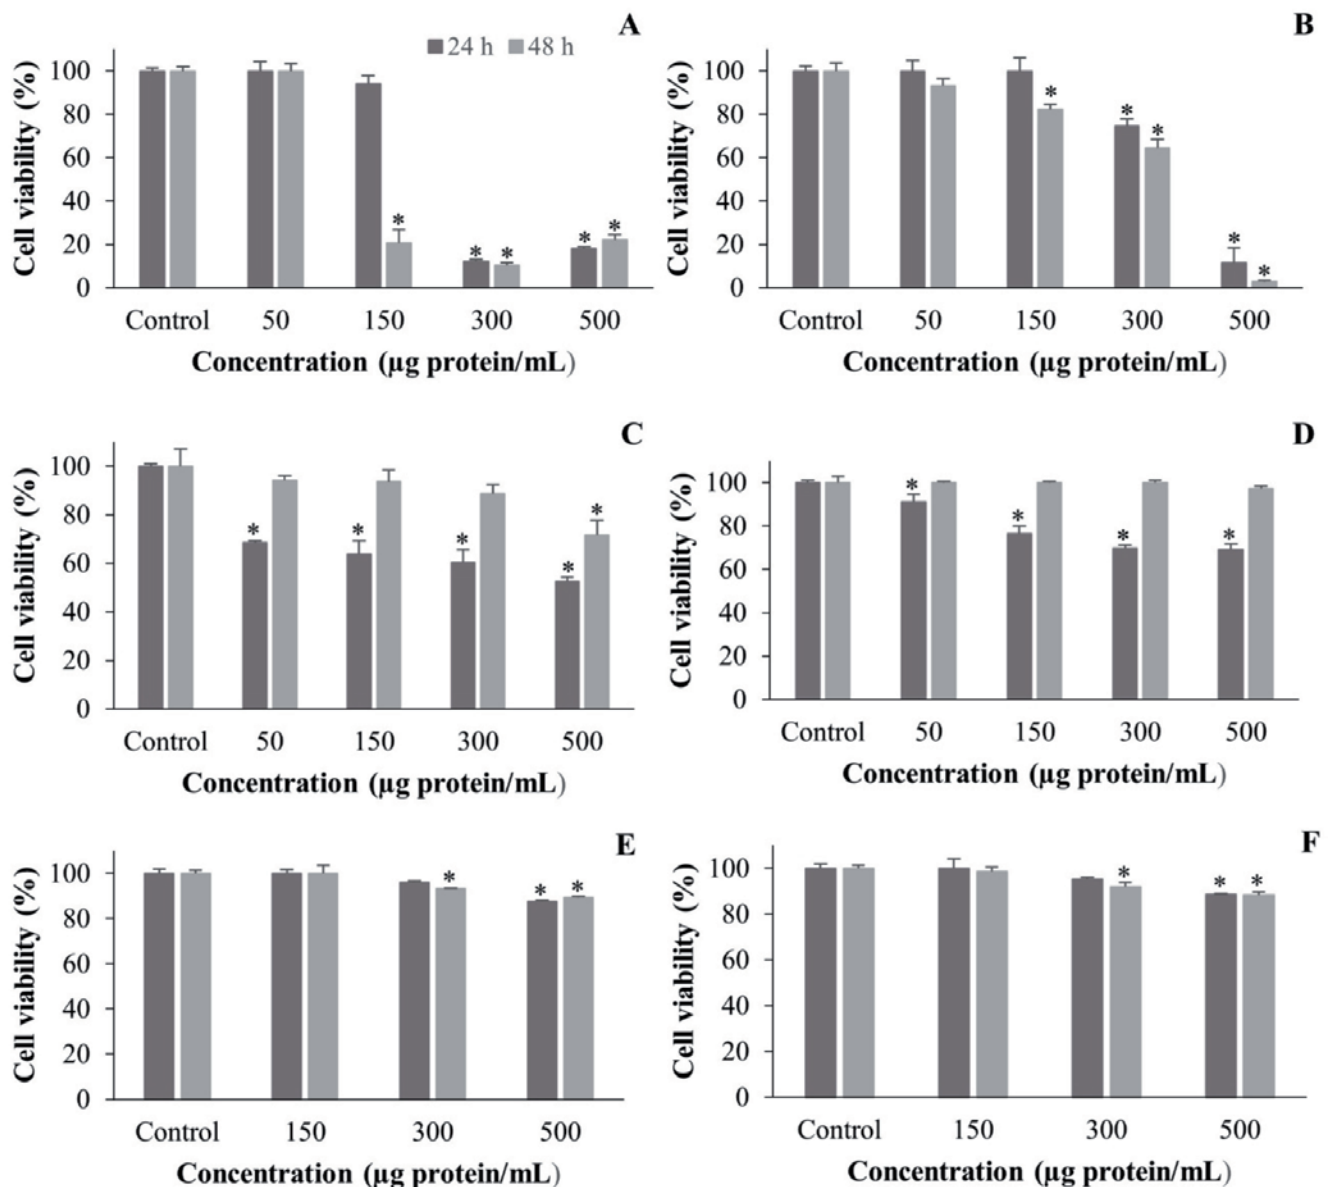 A
24 h 48 h
Cell viability (%)
100
80
60
40
20
0
* * * * *
Control 50 150 300 500
Concentration (µg protein/mL)
B
Cell viability (%)
100
80
60
40
20
0
* * * * *
Control 50 150 300 500
Concentration (µg protein/mL)
C
Cell viability (%)
100
80
60
40
20
0
* * * * *
Control 50 150 300 500
Concentration (µg protein/mL)
D
Cell viability (%)
100
80
60
40
20
0
* * * *
Control 50 150 300 500
Concentration (µg protein/mL)
E
Cell viability (%)
100
80
60
40
20
0
* * *
Control 150 300 500
Concentration (µg protein/mL)
F
Cell viability (%)
100
80
60
40
20
0
* * *
Control 150 300 500
Concentration (µg protein/mL)